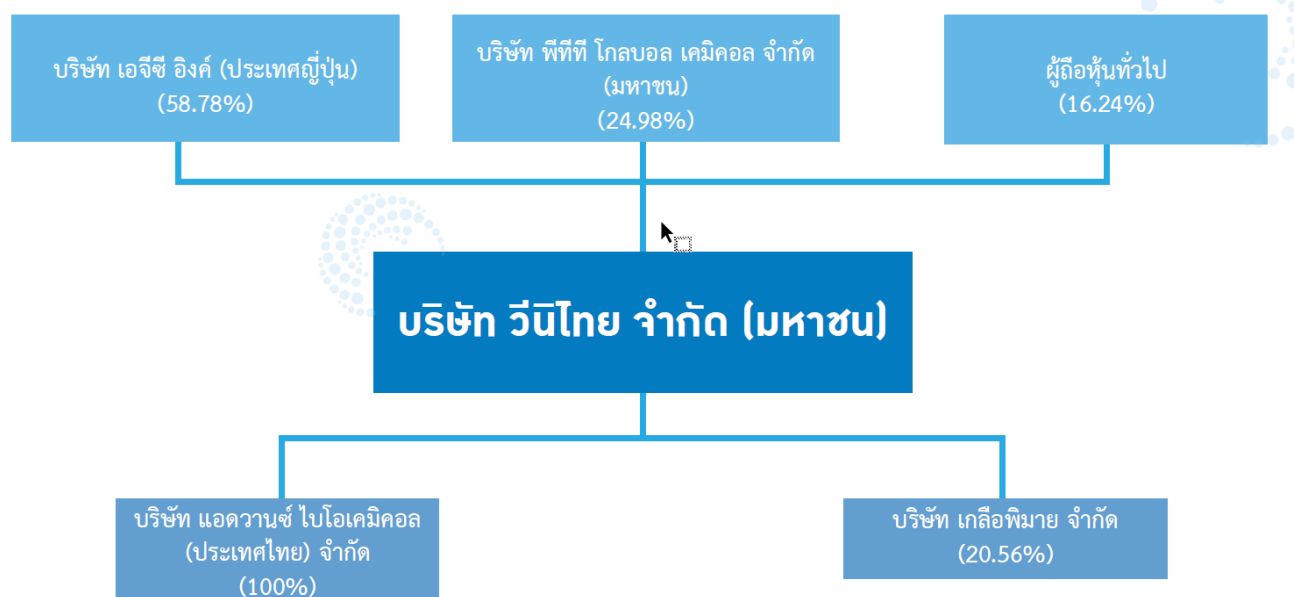 บริษัท เอจีซี อิงค์ (ประเทศญี่ปุ่น)
(58.78%)
บริษัท พีทีที โกลบอล เคมิคอล จำกัด
(มหาชน)
(24.98%)
ผู้ถือหุ้นทั่วไป
(16.24%)
บริษัท วีนิไทย จำกัด (มหาชน)
บริษัท แอดวานซ์ ไบโอเคมิคอล
(ประเทศไทย) จำกัด
(100%)
บริษัท เกลือพิมาย จำกัด
(20.56%)